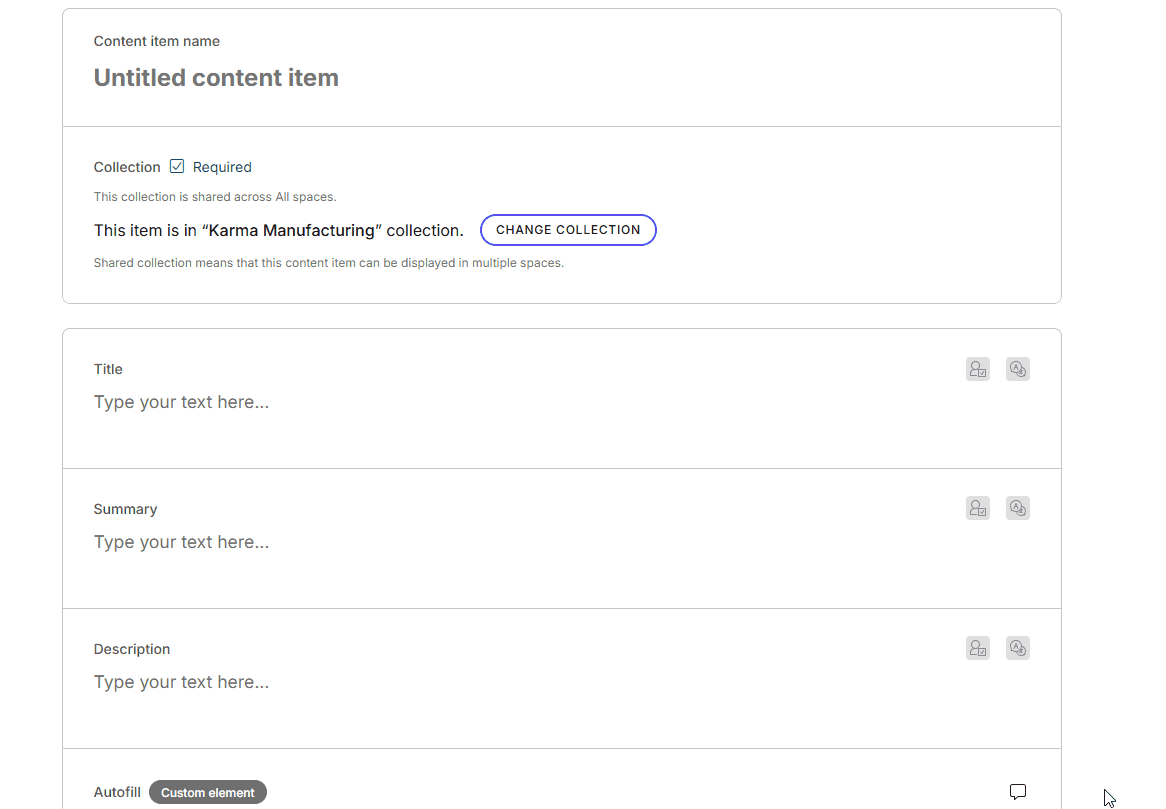 Content item name
Untitled content item
Collection Required
This collection is shared across All spaces.
This item is in “Karma Manufacturing” collection. CHANGE COLLECTION
Shared collection means that this content item can be displayed in multiple spaces.
Title
Type your text here...
Summary
Type your text here...
Description
Type your text here...
Autofill Custom element